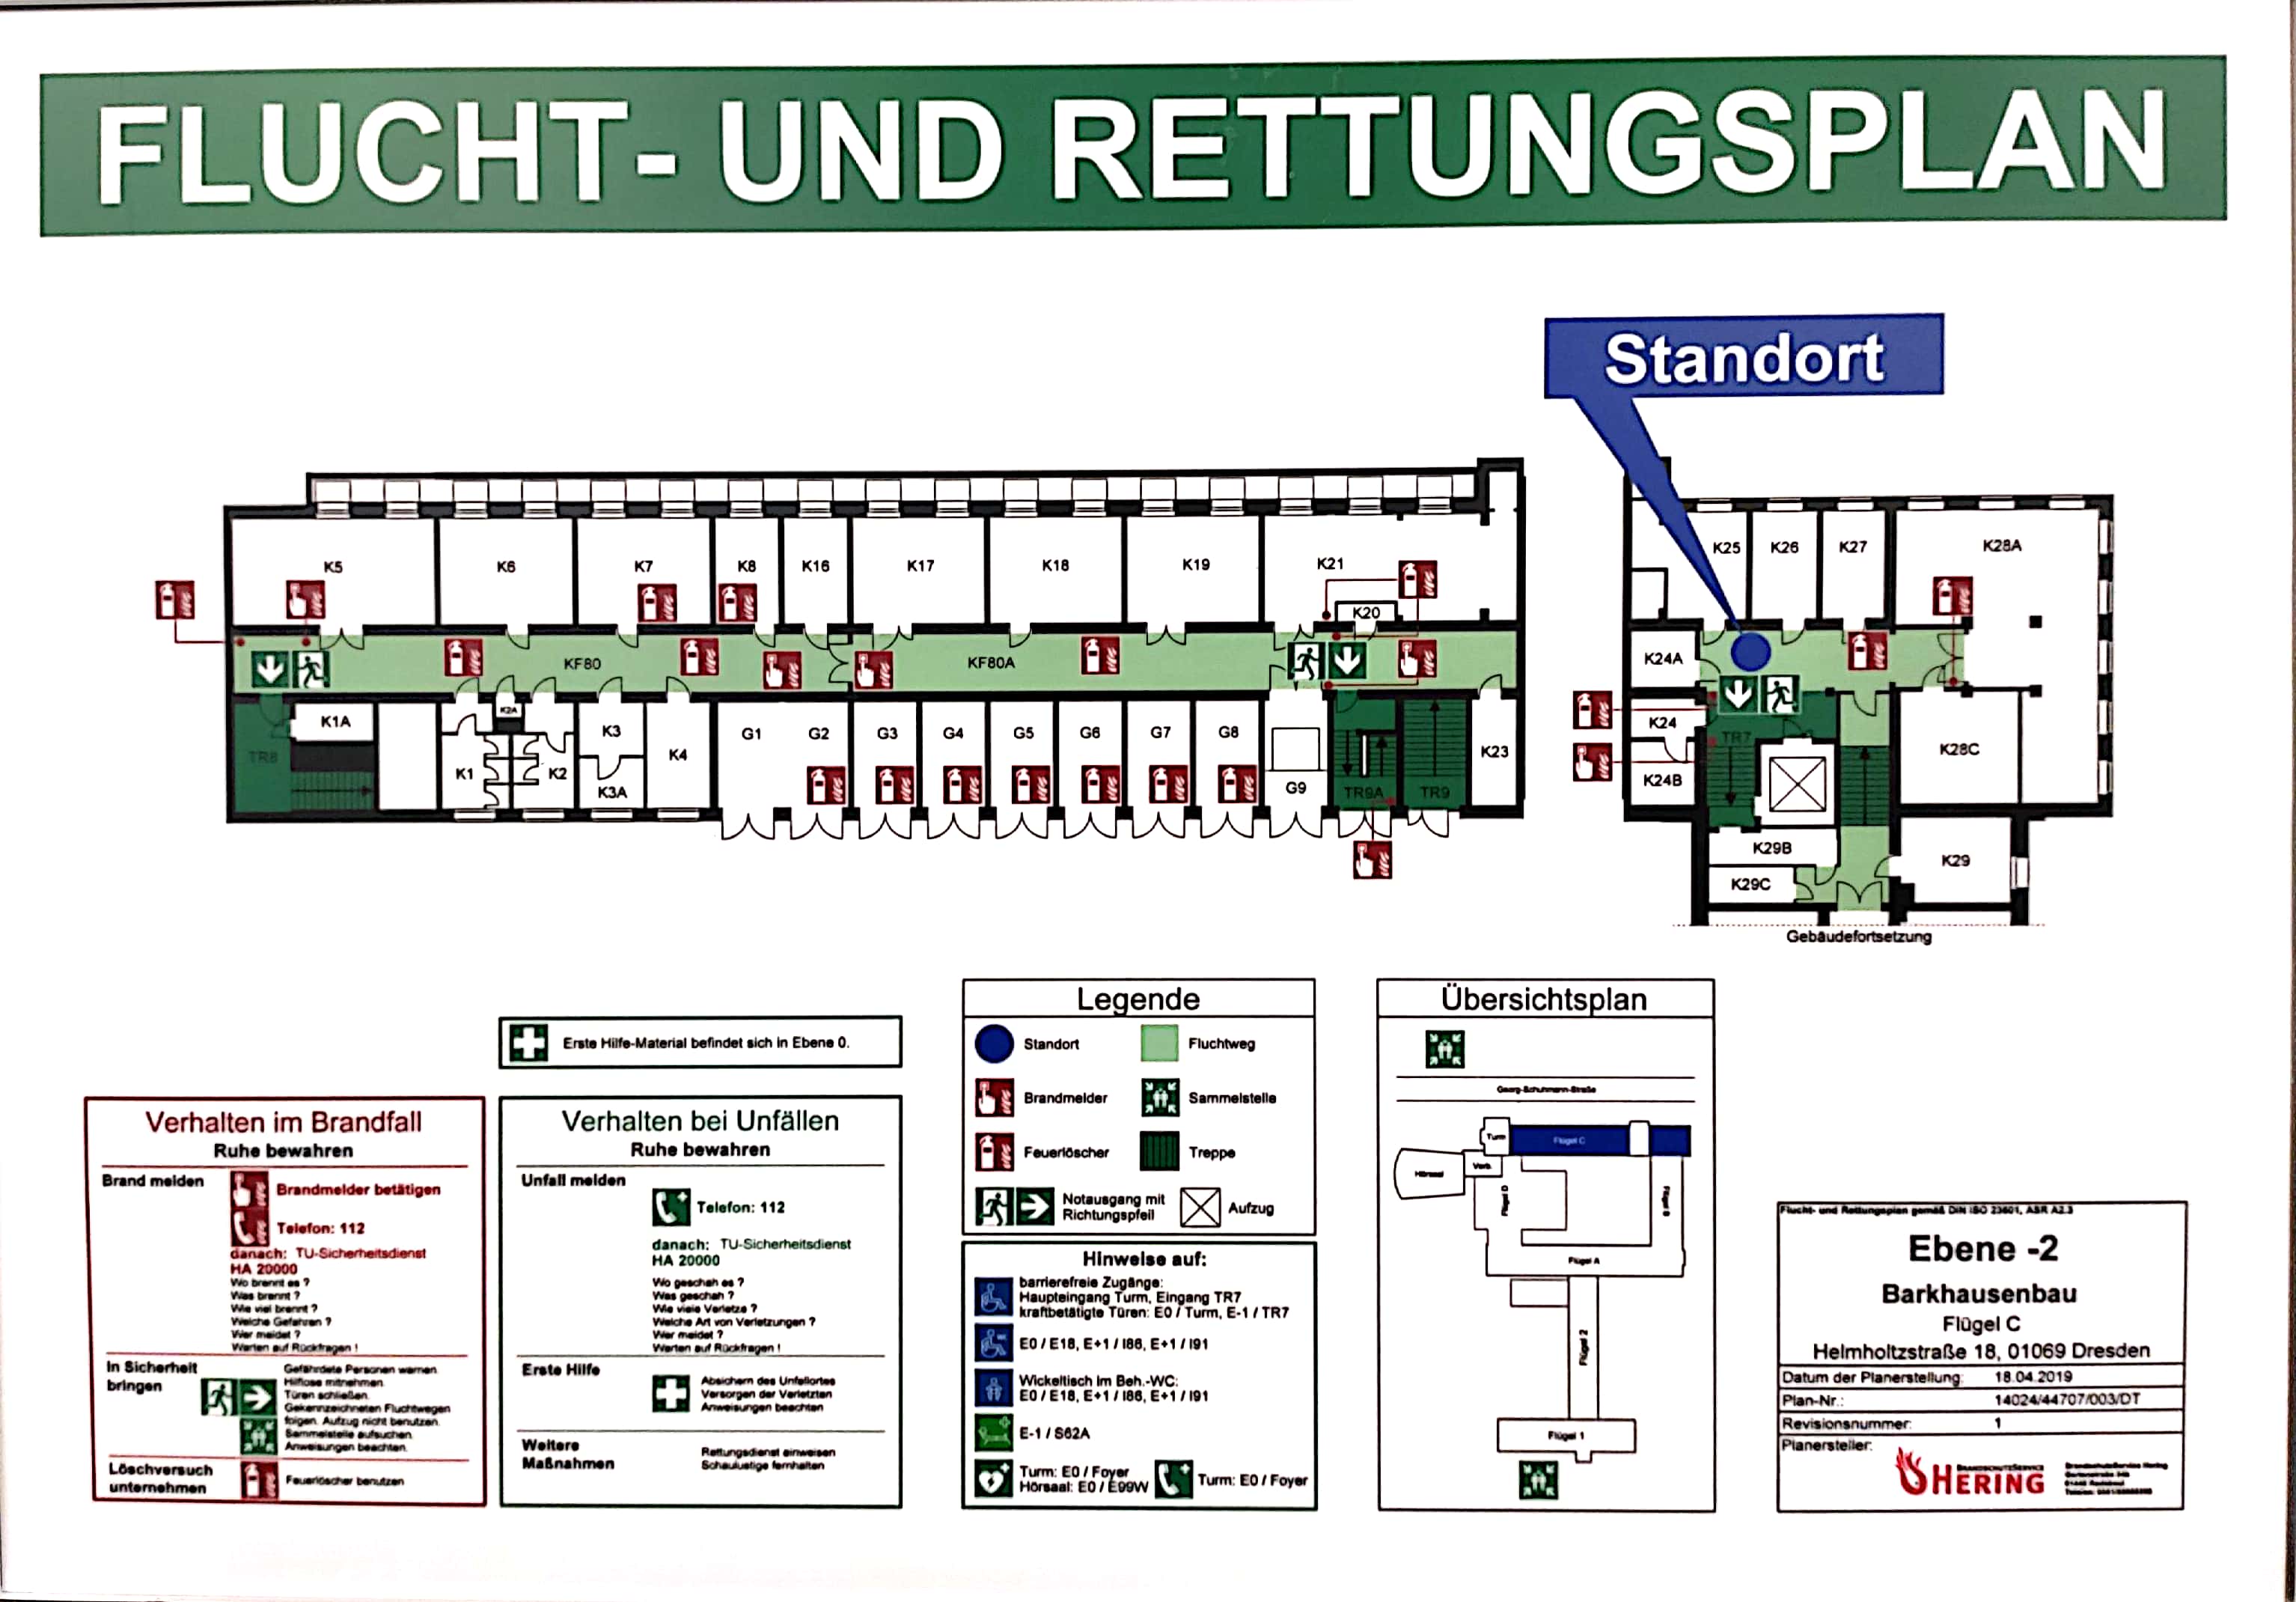 FLUCHT- UND RETTUNGSPLAN
Standort
K5
K6
K7
K8
K16
K17
K18
K19
K21
K20
KF80
KF80A
K1A
K2A
K1
K2
K3
K3A
K4
G1
G2
G3
G4
G5
G6
G7
G8
G9
TR8
TR9A
TR9
K23
K25
K26
K27
K28A
K24A
K24
K24B
TR7
K28C
K29B
K29C
K29
Gebäudefortsetzung
Erste Hilfe-Material befindet sich in Ebene 0.
Verhalten im Brandfall
Ruhe bewahren
Brand melden
Brandmelder betätigen
Telefon: 112
danach: TU-Sicherheitsdienst
HA 20000
Wo brennt es ?
Was brennt ?
Wie viel brennt ?
Welche Gefahren ?
Wer meldet ?
Warten auf Rückfragen !
In Sicherheit
bringen
Gefährdete Personen warnen
Hilflose mitnehmen
Türen schließen
Gekennzeichneten Fluchtwegen
folgen. Aufzug nicht benutzen.
Sammelstelle aufsuchen
Anweisungen beachten
Löschversuch
unternehmen
Feuerlöscher benutzen
Verhalten bei Unfällen
Ruhe bewahren
Unfall melden
Telefon: 112
danach: TU-Sicherheitsdienst
HA 20000
Wo geschah es ?
Was geschah ?
Wie viele Verletzte ?
Welche Art von Verletzungen ?
Wer meldet ?
Warten auf Rückfragen !
Erste Hilfe
Absichern des Unfallortes
Versorgen der Verletzten
Anweisungen beachten
Weitere
Maßnahmen
Rettungsdienst einweisen
Schaulustige fernhalten
Legende
Standort
Fluchtweg
Brandmelder
Sammelstelle
Feuerlöscher
Treppe
Notausgang mit
Richtungspfeil
Aufzug
Hinweise auf:
barrierefreie Zugänge:
Haupteingang Turm, Eingang TR7
kraftbetätigte Türen: E0 / Turm, E-1 / TR7
E0 / E18, E+1 / I86, E+1 / I91
Wickeltisch im Beh.-WC:
E0 / E18, E+1 / I86, E+1 / I91
E-1 / S62A
Turm: E0 / Foyer
Hörsaal: E0 / E99W
Turm: E0 / Foyer
Übersichtsplan
Georg-Schuhmann-Straße
Turm
Flügel C
Hörsaal
Verb.
Flügel D
Flügel B
Flügel A
Flügel 2
Flügel 1
Flucht- und Rettungsplan gemäß DIN ISO 23601, ASR A2.3
Ebene -2
Barkhausenbau
Flügel C
Helmholtzstraße 18, 01069 Dresden
Datum der Planerstellung: 18.04.2019
Plan-Nr.: 14024/44707/003/DT
Revisionsnummer: 1
Planersteller:
BRANDSCHUTZSERVICE
HERING
BrandschutzService Hering